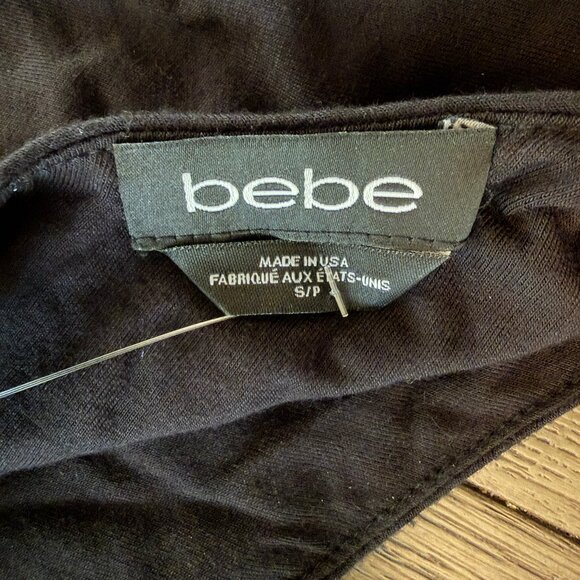 bebe
MADE IN USA
FABRIQUÉ AUX ÉTATS-UNIS
S/P